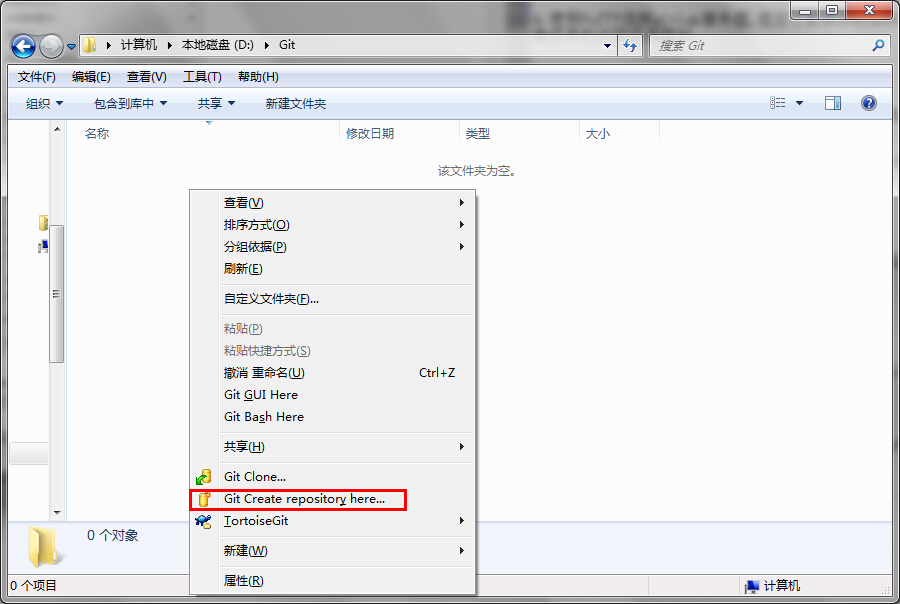 计算机 本地磁盘 (D:) Git 搜索 Git
文件(F) 编辑(E) 查看(V) 工具(T) 帮助(H)
组织 包含到库中 共享 新建文件夹
名称 修改日期 类型 大小
该文件夹为空。
查看(V)
排序方式(O)
分组依据(P)
刷新(E)
自定义文件夹(F)...
粘贴(P)
粘贴快捷方式(S)
撤消 重命名(U) Ctrl+Z
Git GUI Here
Git Bash Here
共享(H)
Git Clone...
Git Create repository here...
TortoiseGit
新建(W)
属性(R)
0 个对象
0 个项目 计算机